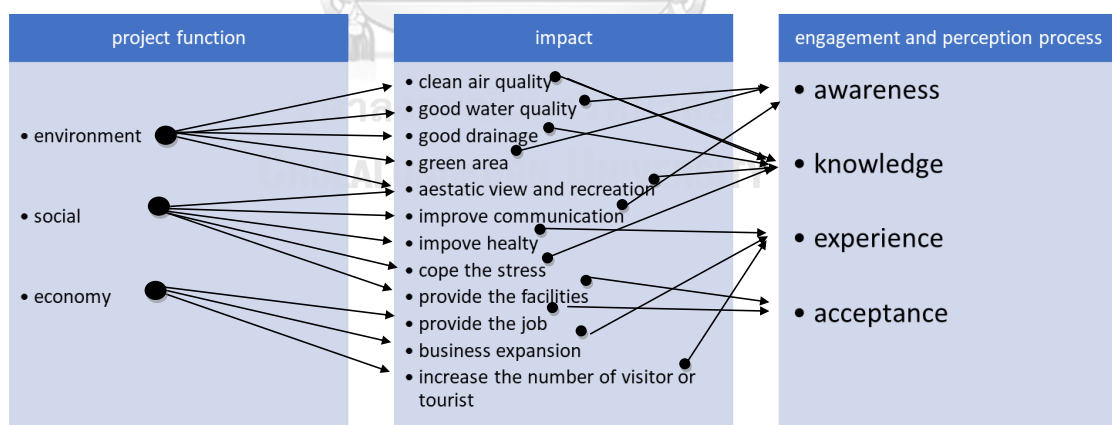 project function
• environment
• social
• economy
impact
• clean air quality
• good water quality
• good drainage
• green area
• aestatic view and recreation
• improve communication
• impove healty
• cope the stress
• provide the facilities
• provide the job
• business expansion
• increase the number of visitor or
tourist
engagement and perception process
• awareness
• knowledge
• experience
• acceptance